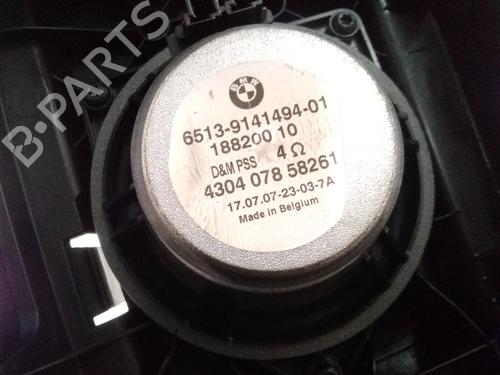 B-PARTS
BMW
6513-9141494-01
188200 10
D&M PSS 4 Ω
4304 078 58261
17.07.07-23-03-7A
Made in Belgium